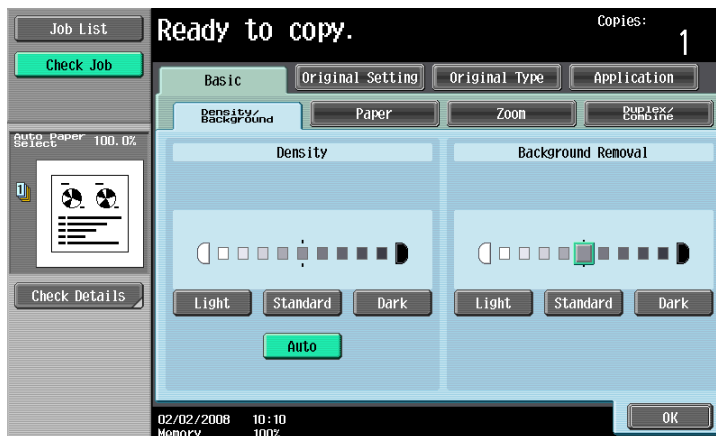 Job List
Check Job
Ready to copy.
Copies:
1
Basic
Original Setting
Original Type
Application
Density/
Background
Paper
Zoom
Duplex/
Combine
Auto Paper
Select
100.0%
1
Check Details
Density
Light
Standard
Dark
Auto
Background Removal
Light
Standard
Dark
OK
02/02/2008 10:10
Memory 100%